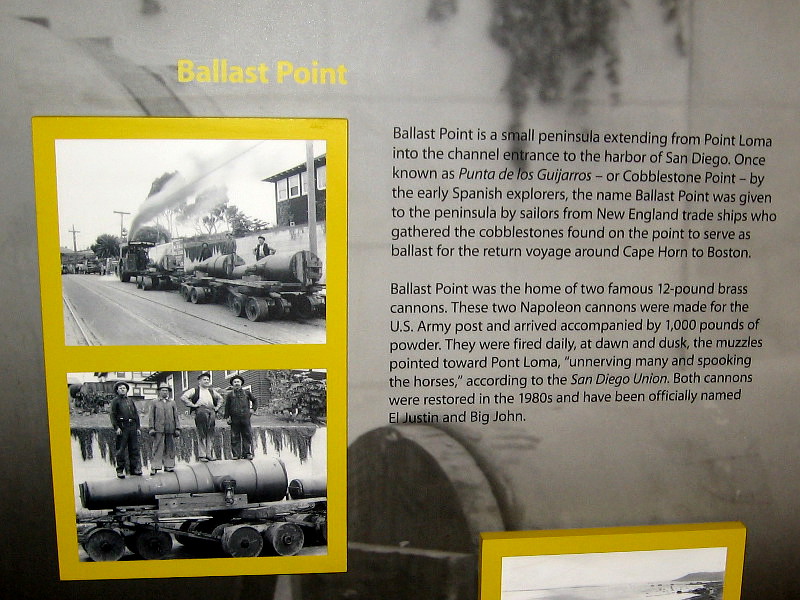 Ballast Point
Ballast Point is a small peninsula extending from Point Loma
into the channel entrance to the harbor of San Diego. Once
known as Punta de los Guijarros – or Cobblestone Point – by
the early Spanish explorers, the name Ballast Point was given
to the peninsula by sailors from New England trade ships who
gathered the cobblestones found on the point to serve as
ballast for the return voyage around Cape Horn to Boston.
Ballast Point was the home of two famous 12-pound brass
cannons. These two Napoleon cannons were made for the
U.S. Army post and arrived accompanied by 1,000 pounds of
powder. They were fired daily, at dawn and dusk, the muzzles
pointed toward Pont Loma, "unnerving many and spooking
the horses," according to the San Diego Union. Both cannons
were restored in the 1980s and have been officially named
El Justin and Big John.